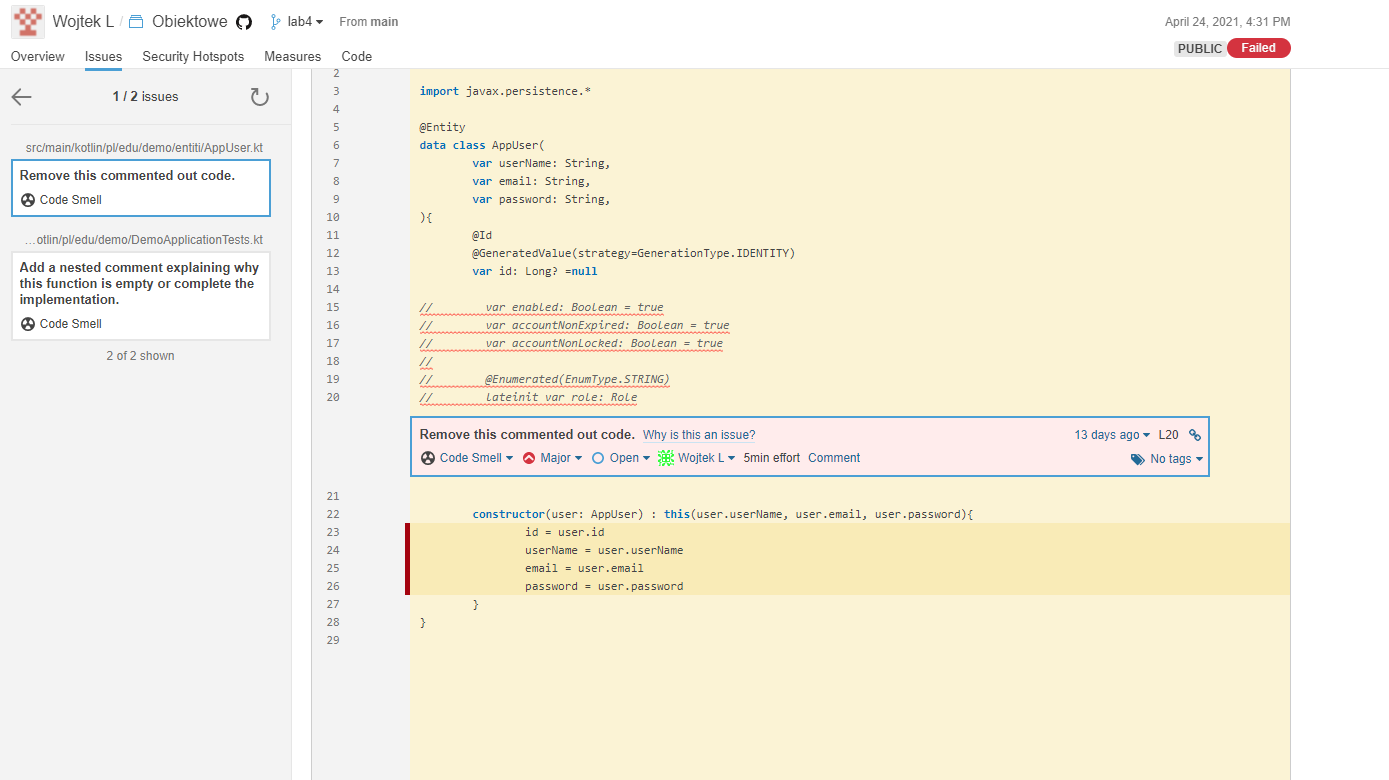 Wojtek L / Obiektowe lab4 From main
April 24, 2021, 4:31 PM
PUBLIC Failed
Overview Issues Security Hotspots Measures Code
1 / 2 issues
src/main/kotlin/pl/edu/demo/entiti/AppUser.kt
Remove this commented out code.
Code Smell
…otlin/pl/edu/demo/DemoApplicationTests.kt
Add a nested comment explaining why
this function is empty or complete the
implementation.
Code Smell
2 of 2 shown
2
3 import javax.persistence.*
4
5 @Entity
6 data class AppUser(
7 var userName: String,
8 var email: String,
9 var password: String,
10 ){
11 @Id
12 @GeneratedValue(strategy=GenerationType.IDENTITY)
13 var id: Long? =null
14
15 // var enabled: Boolean = true
16 // var accountNonExpired: Boolean = true
17 // var accountNonLocked: Boolean = true
18 //
19 // @Enumerated(EnumType.STRING)
20 // lateinit var role: Role
Remove this commented out code. Why is this an issue? 13 days ago L20
Code Smell Major Open Wojtek L 5min effort Comment No tags
21
22 constructor(user: AppUser) : this(user.userName, user.email, user.password){
23 id = user.id
24 userName = user.userName
25 email = user.email
26 password = user.password
27 }
28 }
29